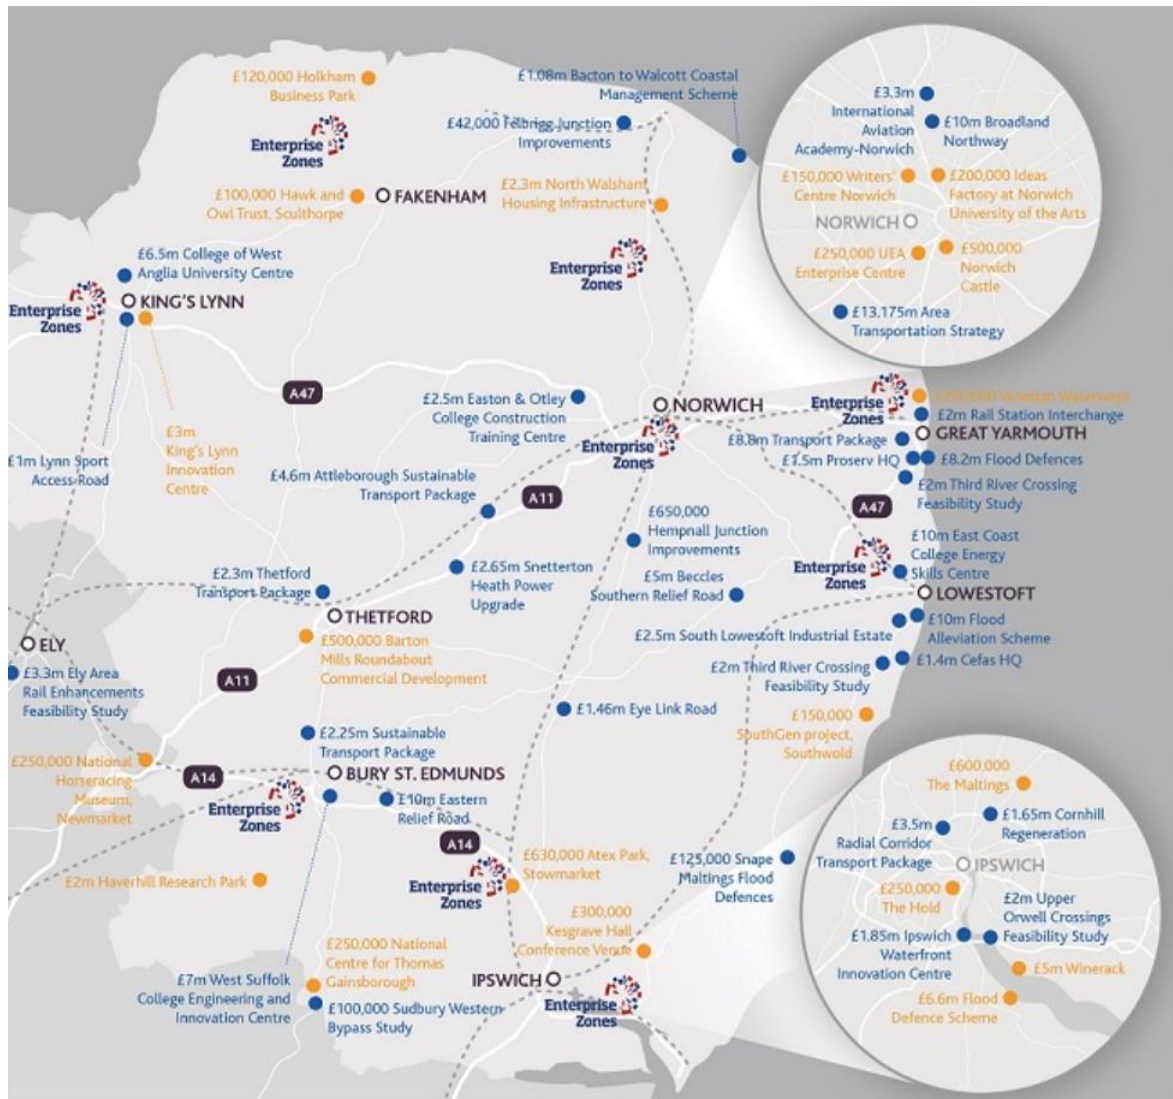 £120,000 Holkham
Business Park
£1.08m Bacton to Walcott Coastal
Management Scheme
£42,000 Felbrigg Junction
Improvements
Enterprise
Zones
£100,000 Hawk and
Owl Trust, Sculthorpe
FAKENHAM
£2.3m North Walsham
Housing Infrastructure
Enterprise
Zones
£3.3m
International
Aviation
Academy-Norwich
£10m Broadland
Northway
£150,000 Writers'
Centre Norwich
£200,000 Ideas
Factory at Norwich
University of the Arts
NORWICH
£250,000 UEA
Enterprise Centre
£500,000
Norwich
Castle
£13.175m Area
Transportation Strategy
£6.5m College of West
Anglia University Centre
Enterprise
Zones
KING'S LYNN
A47
£1m Lynn Sport
Access Road
£3m
King's Lynn
Innovation
Centre
£2.5m Easton & Otley
College Construction
Training Centre
NORWICH
Enterprise
Zones
Enterprise
Zones
£250,000 Venetian Waterways
£2m Rail Station Interchange
GREAT YARMOUTH
£8.8m Transport Package
£1.5m Proserv HQ
£8.2m Flood Defences
£2m Third River Crossing
Feasibility Study
A47
£4.6m Attleborough Sustainable
Transport Package
A11
£650,000
Hempnall Junction
Improvements
£10m East Coast
College Energy
Skills Centre
Enterprise
Zones
LOWESTOFT
£2.3m Thetford
Transport Package
£2.65m Snetterton
Heath Power
Upgrade
£5m Beccles
Southern Relief Road
£10m Flood
Alleviation Scheme
£2.5m South Lowestoft Industrial Estate
£1.4m Cefas HQ
£2m Third River Crossing
Feasibility Study
THETFORD
£500,000 Barton
Mills Roundabout
Commercial Development
ELY
£3.3m Ely Area
Rail Enhancements
Feasibility Study
A11
£1.46m Eye Link Road
£150,000
SouthGen project,
Southwold
£2.25m Sustainable
Transport Package
£250,000 National
Horseracing
Museum,
Newmarket
A14
BURY ST. EDMUNDS
Enterprise
Zones
£10m Eastern
Relief Road
A14
£2m Haverhill Research Park
Enterprise
Zones
£630,000 Atex Park,
Stowmarket
£125,000 Snape
Maltings Flood
Defences
£300,000
Kesgrave Hall
Conference Venue
£7m West Suffolk
College Engineering and
Innovation Centre
£250,000 National
Centre for Thomas
Gainsborough
£100,000 Sudbury Western
Bypass Study
IPSWICH
Enterprise
Zones
£600,000
The Maltings
£3.5m
Radial Corridor
Transport Package
£1.65m Cornhill
Regeneration
IPSWICH
£250,000
The Hold
£2m Upper
Orwell Crossings
Feasibility Study
£1.85m Ipswich
Waterfront
Innovation Centre
£5m Winerack
£6.6m Flood
Defence Scheme